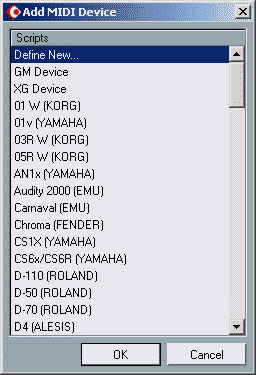 Add MIDI Device
Scripts
Define New...
GM Device
XG Device
01 W (KORG)
01v (YAMAHA)
03R W (KORG)
05R W (KORG)
AN1x (YAMAHA)
Audity 2000 (EMU)
Carnaval (EMU)
Chroma (FENDER)
CS1X (YAMAHA)
CS6x/CS6R (YAMAHA)
D-110 (ROLAND)
D-50 (ROLAND)
D-70 (ROLAND)
D4 (ALESIS)
OK
Cancel